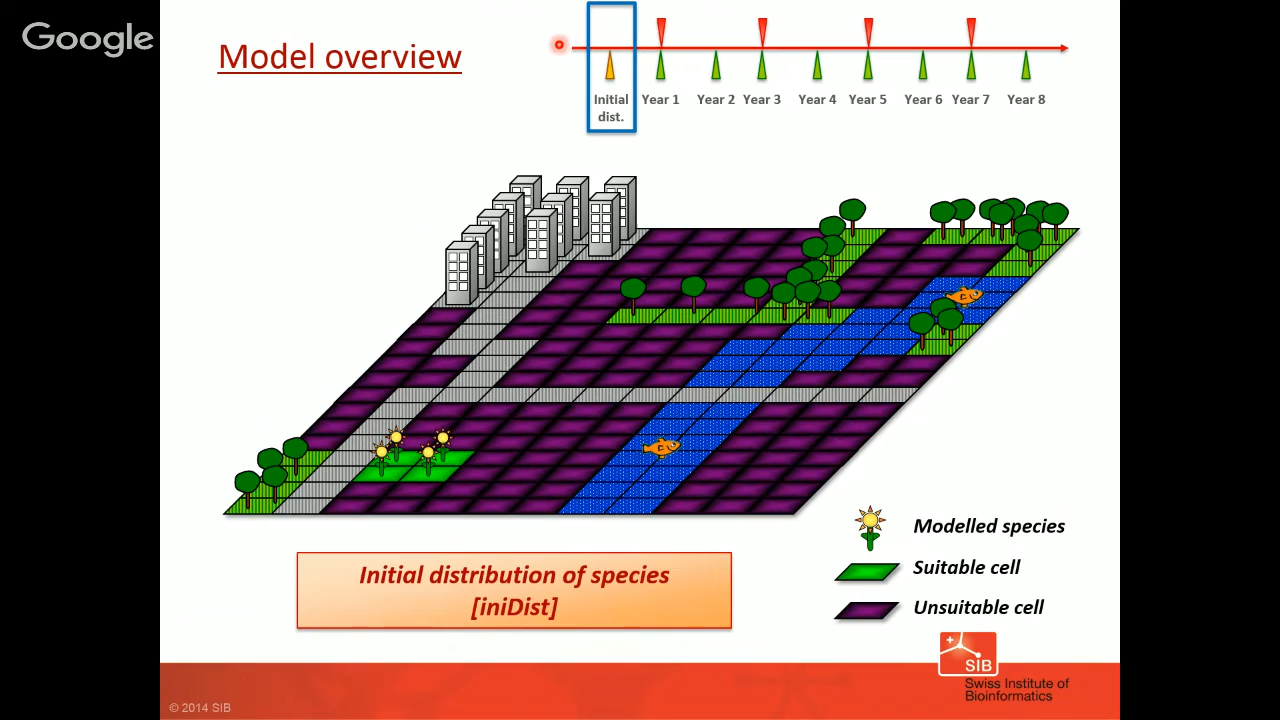 Google
Model overview
Initial
dist.
Year 1
Year 2
Year 3
Year 4
Year 5
Year 6
Year 7
Year 8
Initial distribution of species
[iniDist]
Modelled species
Suitable cell
Unsuitable cell
SIB
Swiss Institute of
Bioinformatics
© 2014 SIB